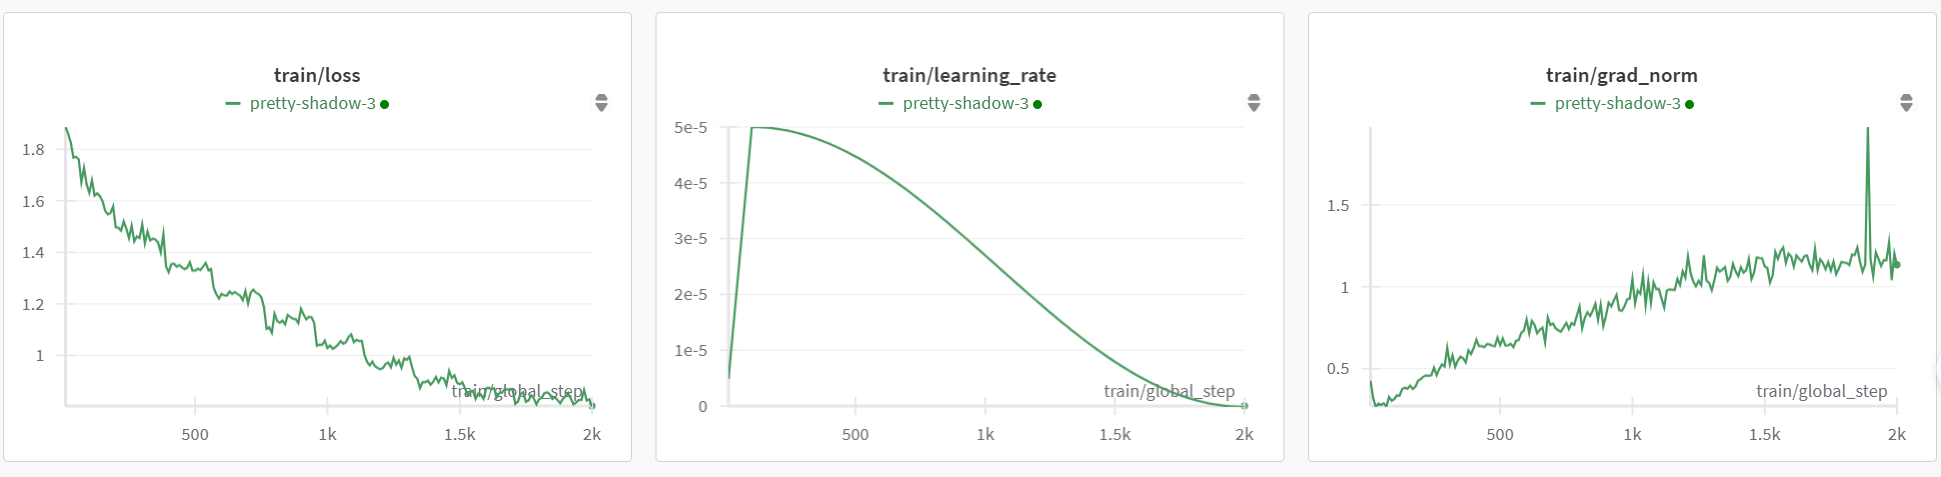 train/loss
pretty-shadow-3
1.8
1.6
1.4
1.2
1
train/global_step
500
1k
1.5k
2k
train/learning_rate
pretty-shadow-3
5e-5
4e-5
3e-5
2e-5
1e-5
0
train/global_step
500
1k
1.5k
2k
train/grad_norm
pretty-shadow-3
1.5
1
0.5
train/global_step
500
1k
1.5k
2k